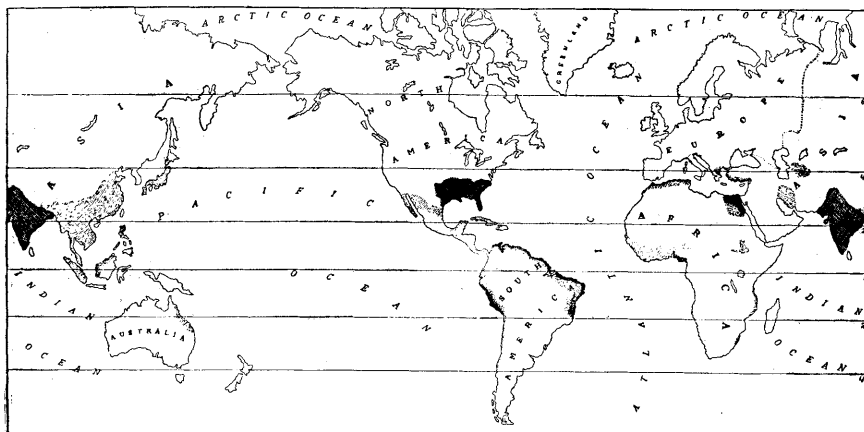 ARCTIC OCEAN
ARCTIC OCEAN
GREENLAND
ASIA
NORTH
AMERICA
EUROPE
ASIA
PACIFIC
OCEAN
ATLANTIC OCEAN
AFRICA
SOUTH
AMERICA
INDIAN
OCEAN
AUSTRALIA
INDIAN
OCEAN